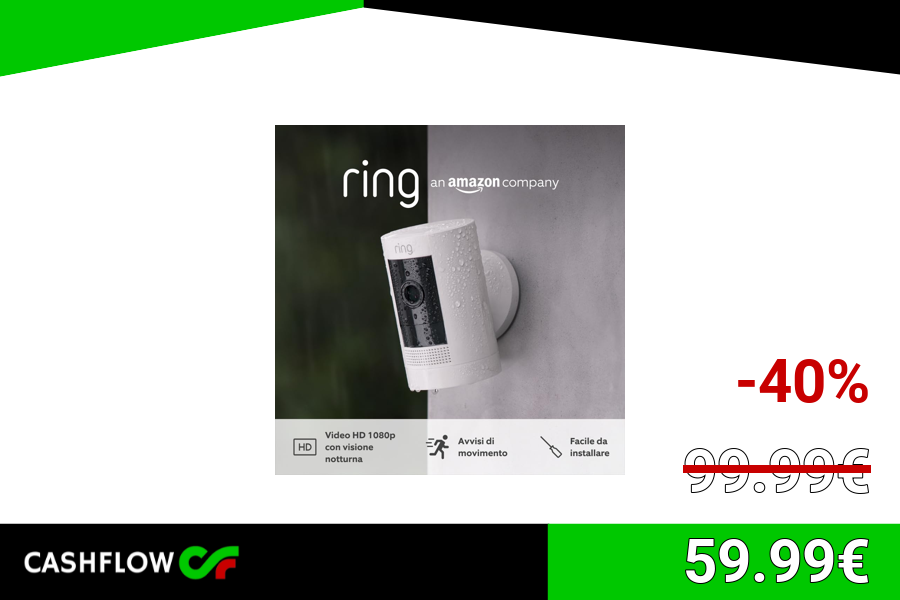 ring an amazon company
ring
HD
Video HD 1080p
con visione
notturna
Avvisi di
movimento
Facile da
installare
-40%
99.99€
CASHFLOW
59.99€